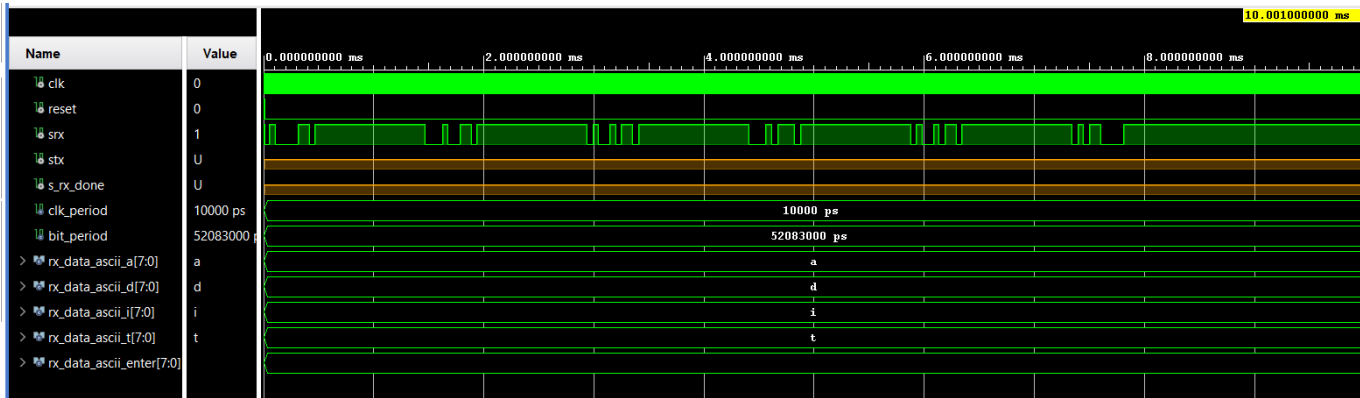 10.001000000 ms
Name Value
0.000000000 ms 2.000000000 ms 4.000000000 ms 6.000000000 ms 8.000000000 ms
clk 0
reset 0
srx 1
stx U
s_rx_done U
clk_period 10000 ps 10000 ps
bit_period 52083000 p 52083000 ps
rx_data_ascii_a[7:0] a a
rx_data_ascii_d[7:0] d d
rx_data_ascii_i[7:0] i i
rx_data_ascii_t[7:0] t t
rx_data_ascii_enter[7:0]